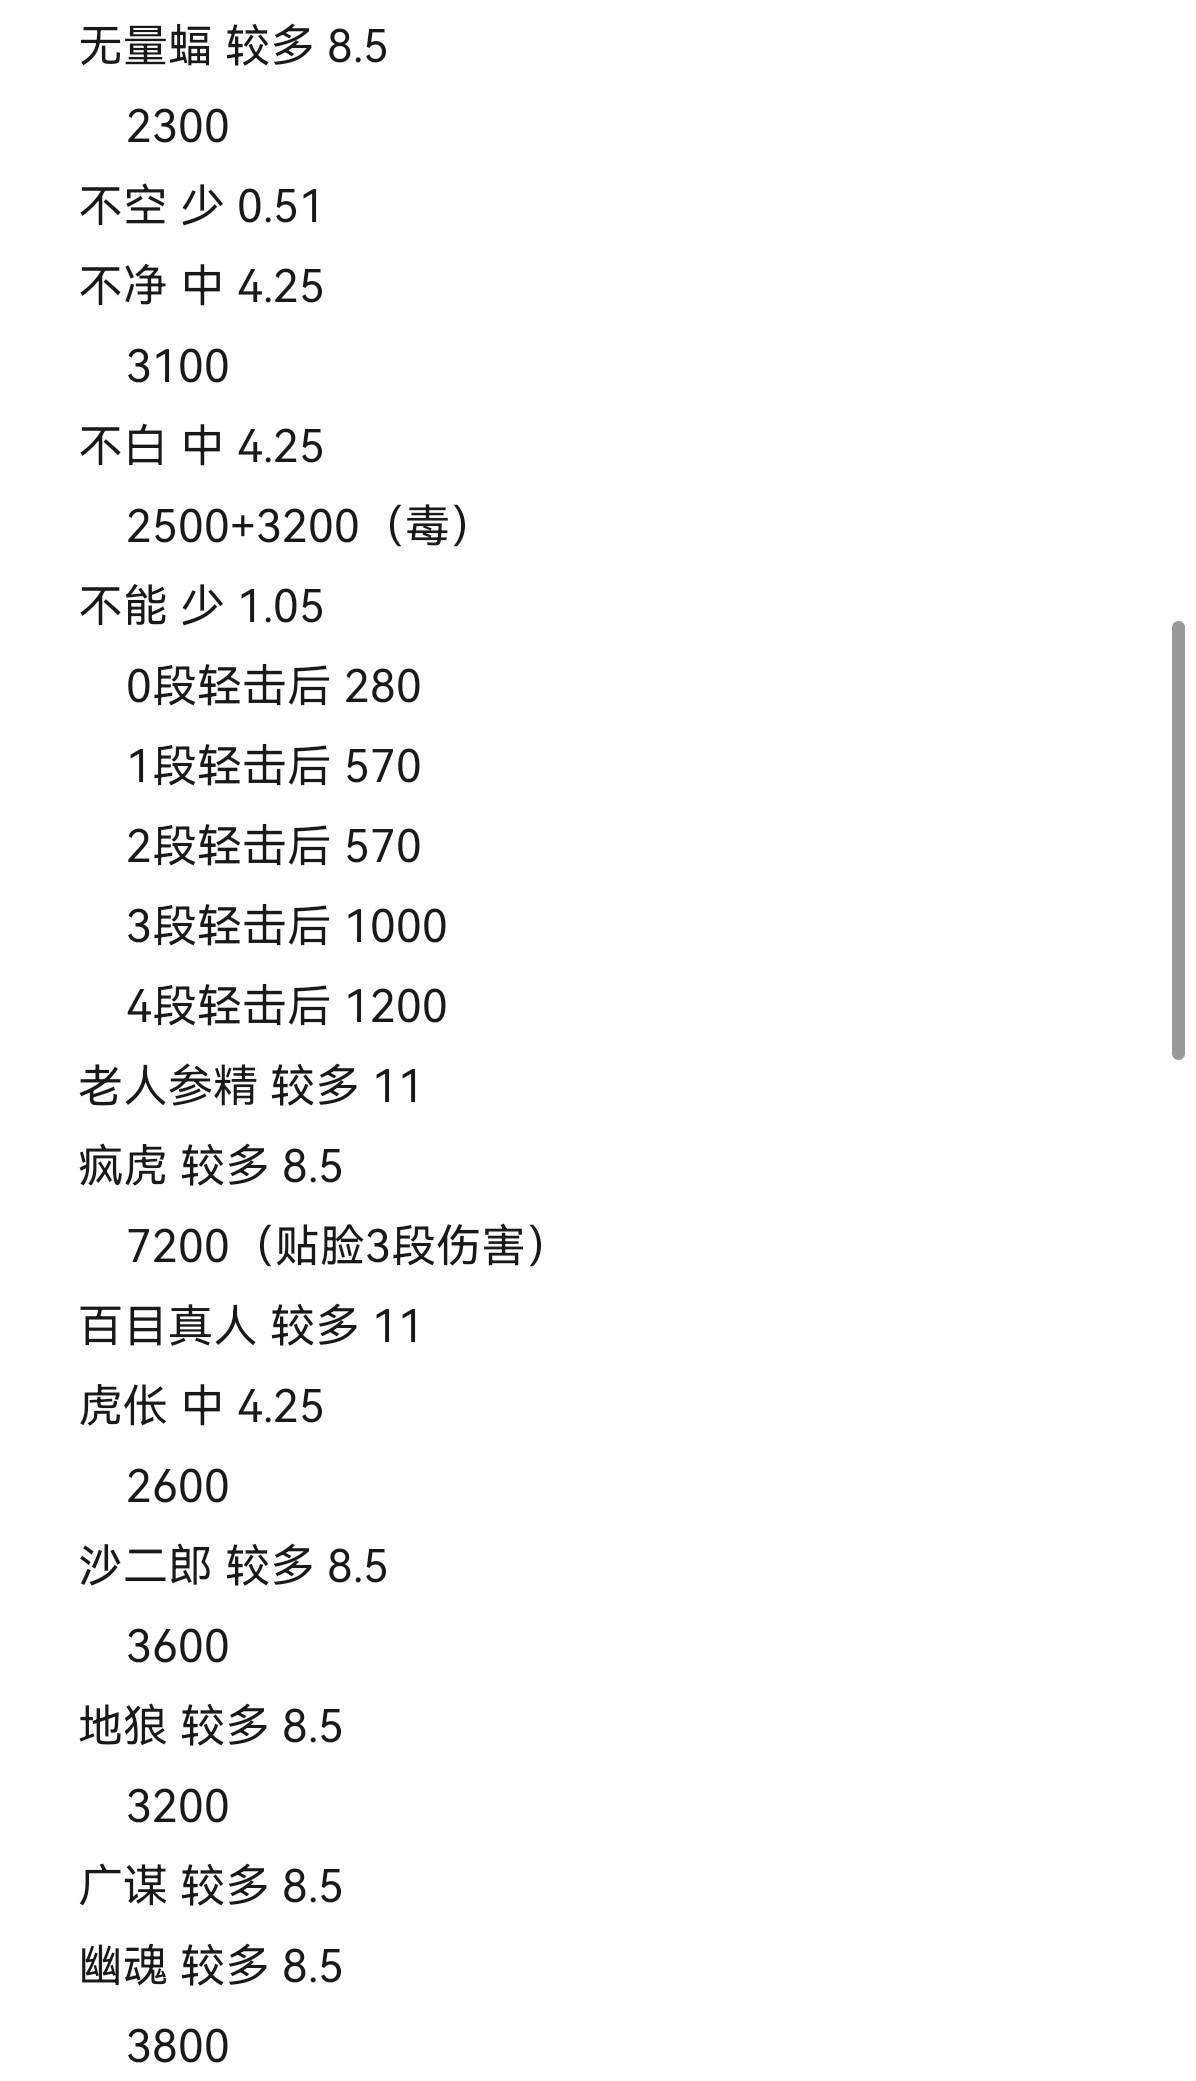 无量蝠 较多 8.5
2300
不空 少 0.51
不净 中 4.25
3100
不白 中 4.25
2500+3200（毒）
不能 少 1.05
0段轻击后 280
1段轻击后 570
2段轻击后 570
3段轻击后 1000
4段轻击后 1200
老人参精 较多 11
疯虎 较多 8.5
7200（贴脸3段伤害）
百目真人 较多 11
虎伥 中 4.25
2600
沙二郎 较多 8.5
3600
地狼 较多 8.5
3200
广谋 较多 8.5
幽魂 较多 8.5
3800